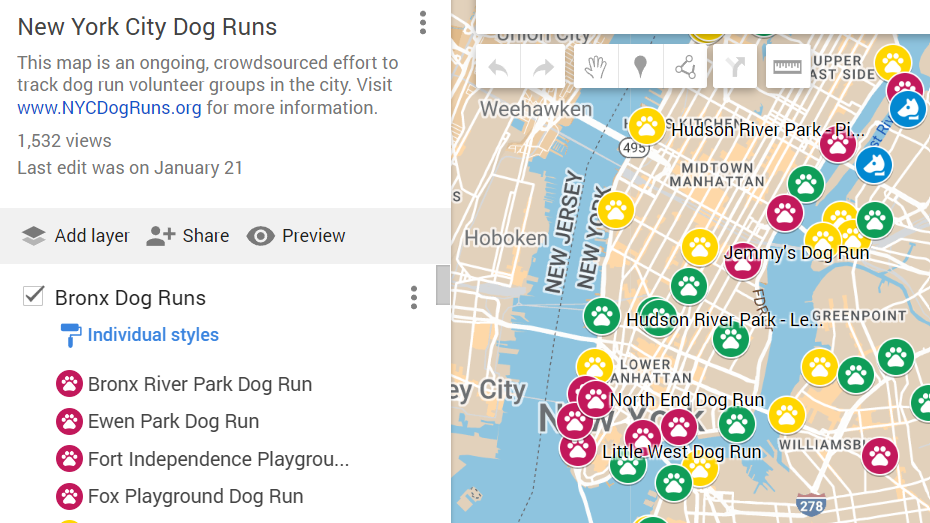 New York City Dog Runs
This map is an ongoing, crowdsourced effort to
track dog run volunteer groups in the city. Visit
www.NYCDogRuns.org for more information.
1,532 views
Last edit was on January 21
Add layer Share Preview
Bronx Dog Runs
Individual styles
Bronx River Park Dog Run
Ewen Park Dog Run
Fort Independence Playgrou...
Fox Playground Dog Run
Union City
UPPER
EAST SIDE
Weehawken
Hudson River Park - Pi...
495
MIDTOWN
MANHATTAN
NEW JERSEY
NEW YORK
Hoboken
Jemmy's Dog Run
FDR
Hudson River Park - Le...
GREENPOINT
LOWER
MANHATTAN
ey City
North End Dog Run
New York
Little West Dog Run
WILLIAMSBU
278